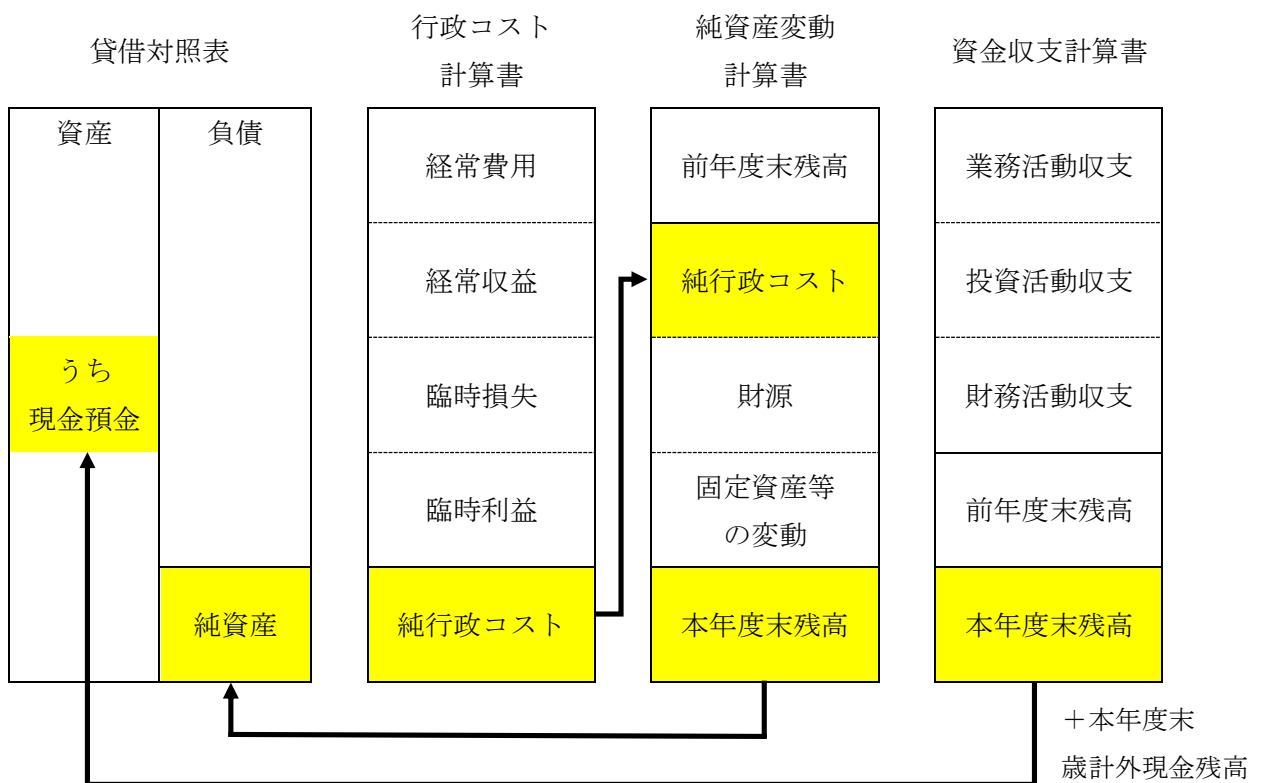 貸借対照表
資産
負債
うち
現金預金
純資産
行政コスト
計算書
経常費用
経常収益
臨時損失
臨時利益
純行政コスト
純資産変動
計算書
前年度末残高
純行政コスト
財源
固定資産等
の変動
本年度末残高
資金収支計算書
業務活動収支
投資活動収支
財務活動収支
前年度末残高
本年度末残高
＋本年度末
歳計外現金残高